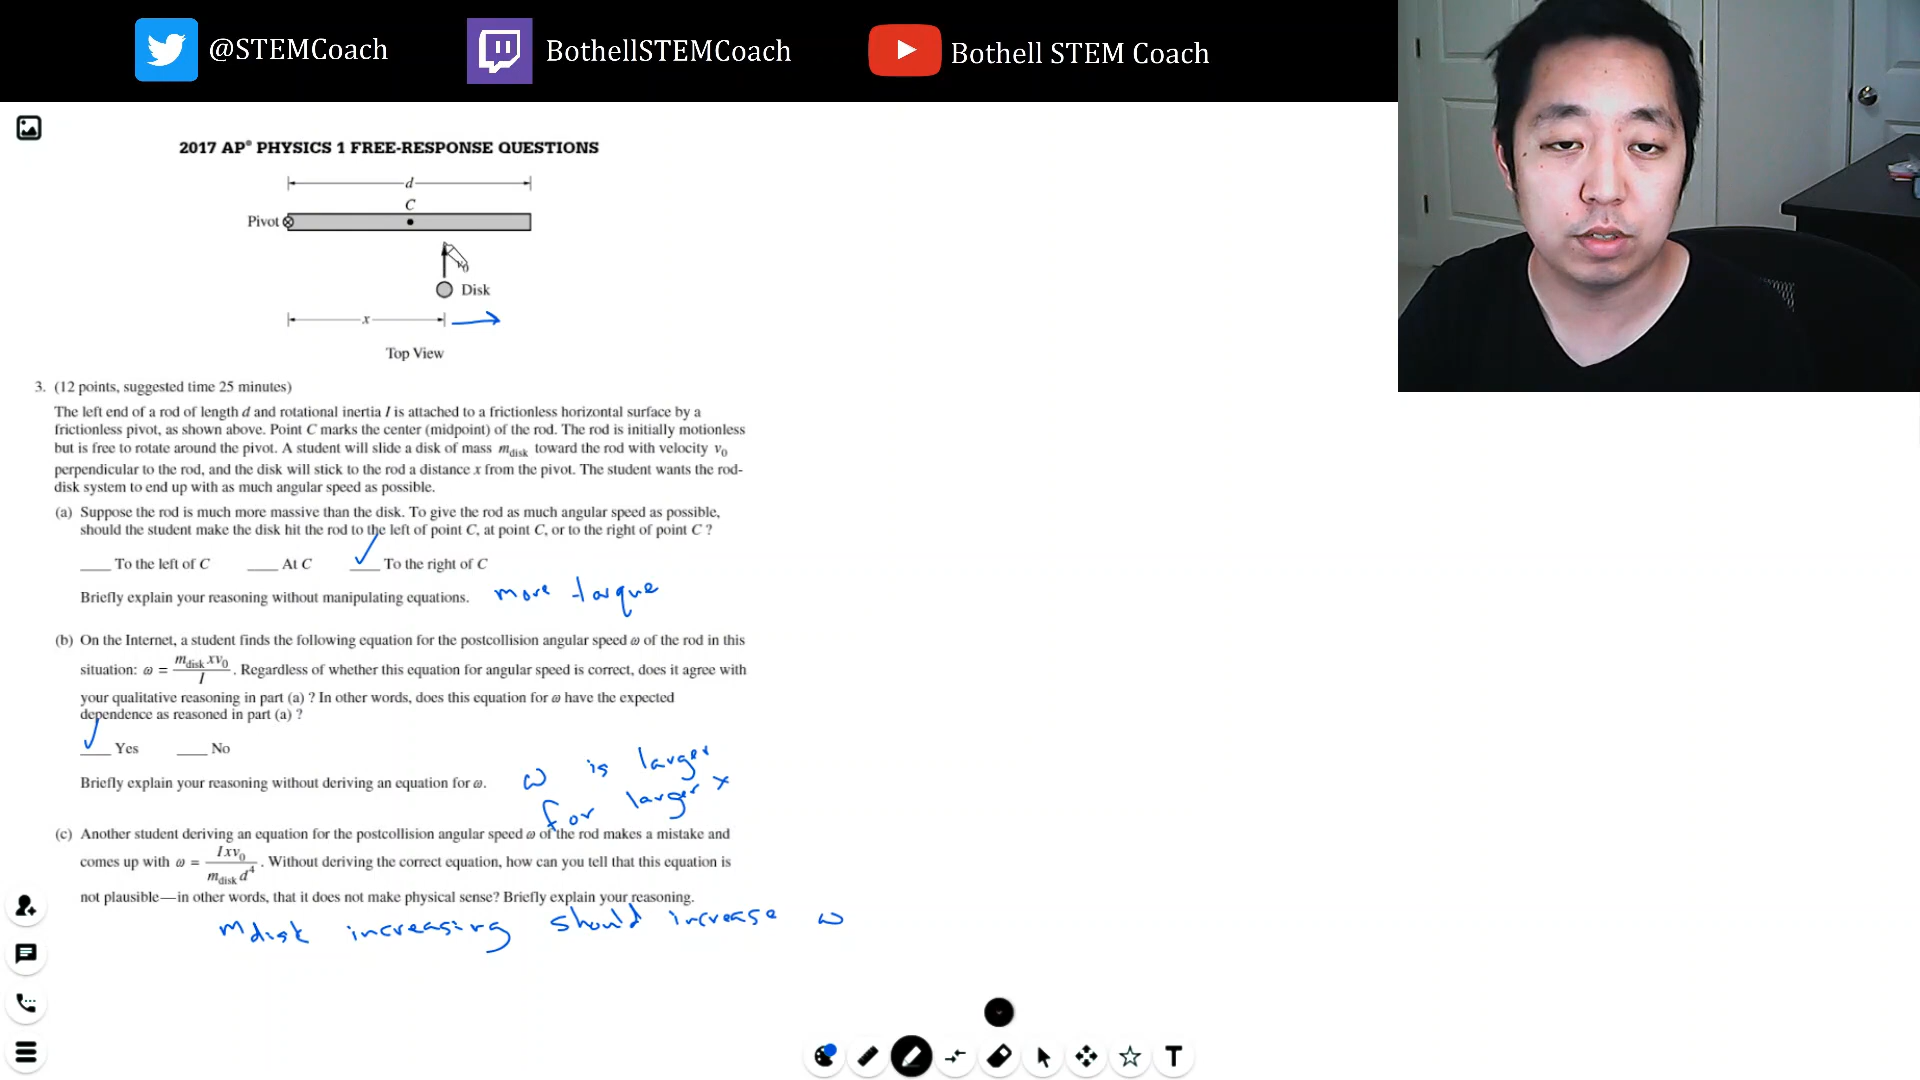 @STEMCoach BothellSTEMCoach Bothell STEM Coach
2017 AP® PHYSICS 1 FREE-RESPONSE QUESTIONS
d
C
Pivot
v₀
Disk
x
Top View
3. (12 points, suggested time 25 minutes)
The left end of a rod of length d and rotational inertia I is attached to a frictionless horizontal surface by a
frictionless pivot, as shown above. Point C marks the center (midpoint) of the rod. The rod is initially motionless
but is free to rotate around the pivot. A student will slide a disk of mass m_disk toward the rod with velocity v₀
perpendicular to the rod, and the disk will stick to the rod a distance x from the pivot. The student wants the rod-
disk system to end up with as much angular speed as possible.
(a) Suppose the rod is much more massive than the disk. To give the rod as much angular speed as possible,
should the student make the disk hit the rod to the left of point C, at point C, or to the right of point C ?
____ To the left of C ____ At C ✓ To the right of C
Briefly explain your reasoning without manipulating equations. more torque
(b) On the Internet, a student finds the following equation for the postcollision angular speed ω of the rod in this
situation: ω = m_disk xv₀ / I . Regardless of whether this equation for angular speed is correct, does it agree with
your qualitative reasoning in part (a) ? In other words, does this equation for ω have the expected
dependence as reasoned in part (a) ?
✓ Yes ____ No
ω is larger
Briefly explain your reasoning without deriving an equation for ω.
for larger x
(c) Another student deriving an equation for the postcollision angular speed ω of the rod makes a mistake and
comes up with ω = Ixv₀ / m_disk d⁴ . Without deriving the correct equation, how can you tell that this equation is
not plausible—in other words, that it does not make physical sense? Briefly explain your reasoning.
m disk increasing should increase ω
T